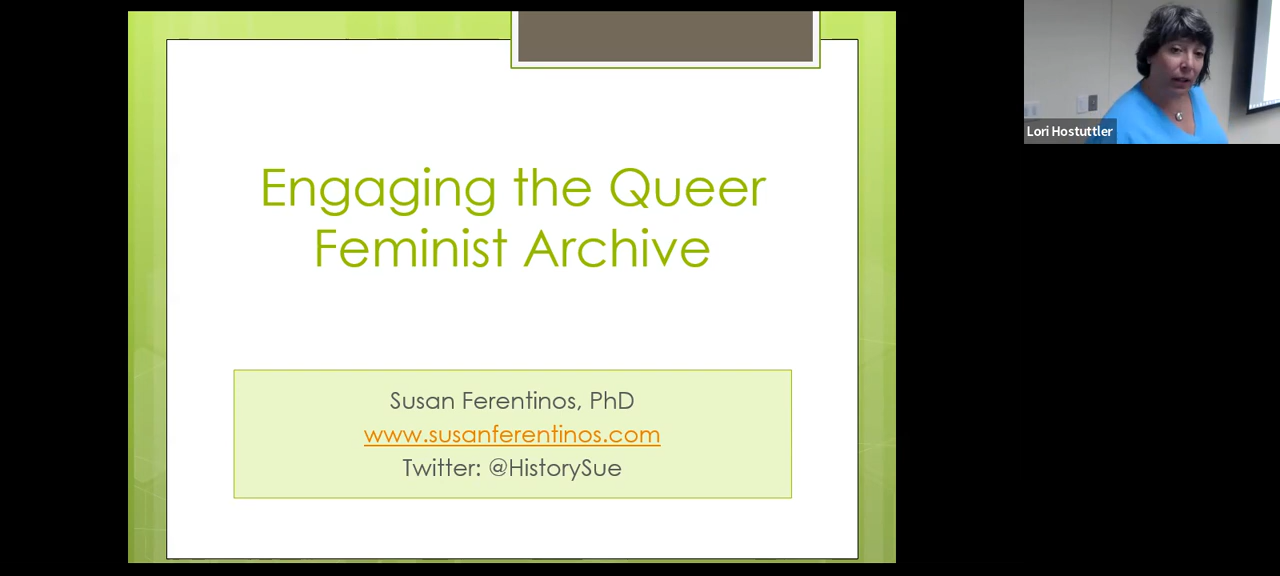 Engaging the Queer
Feminist Archive
Susan Ferentinos, PhD
www.susanferentinos.com
Twitter: @HistorySue
Lori Hostuttler